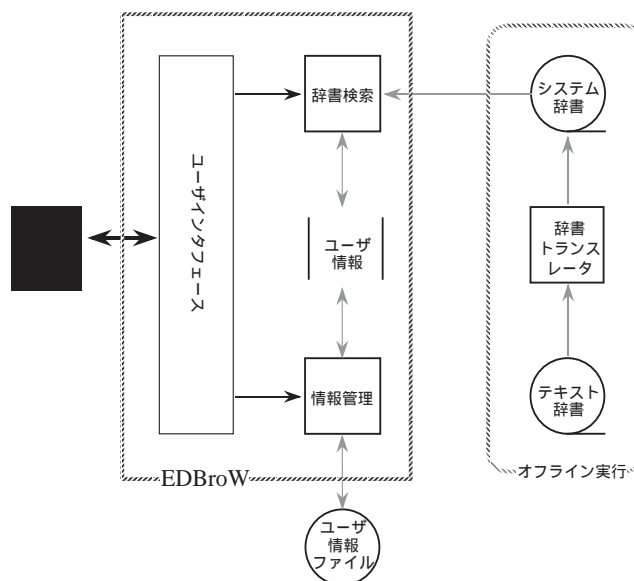 辞書検索
システム
辞書
ユーザインタフェース
ユーザ
情報
辞書
トランス
レータ
情報管理
テキスト
辞書
EDBroW
オフライン実行
ユーザ
情報
ファイル